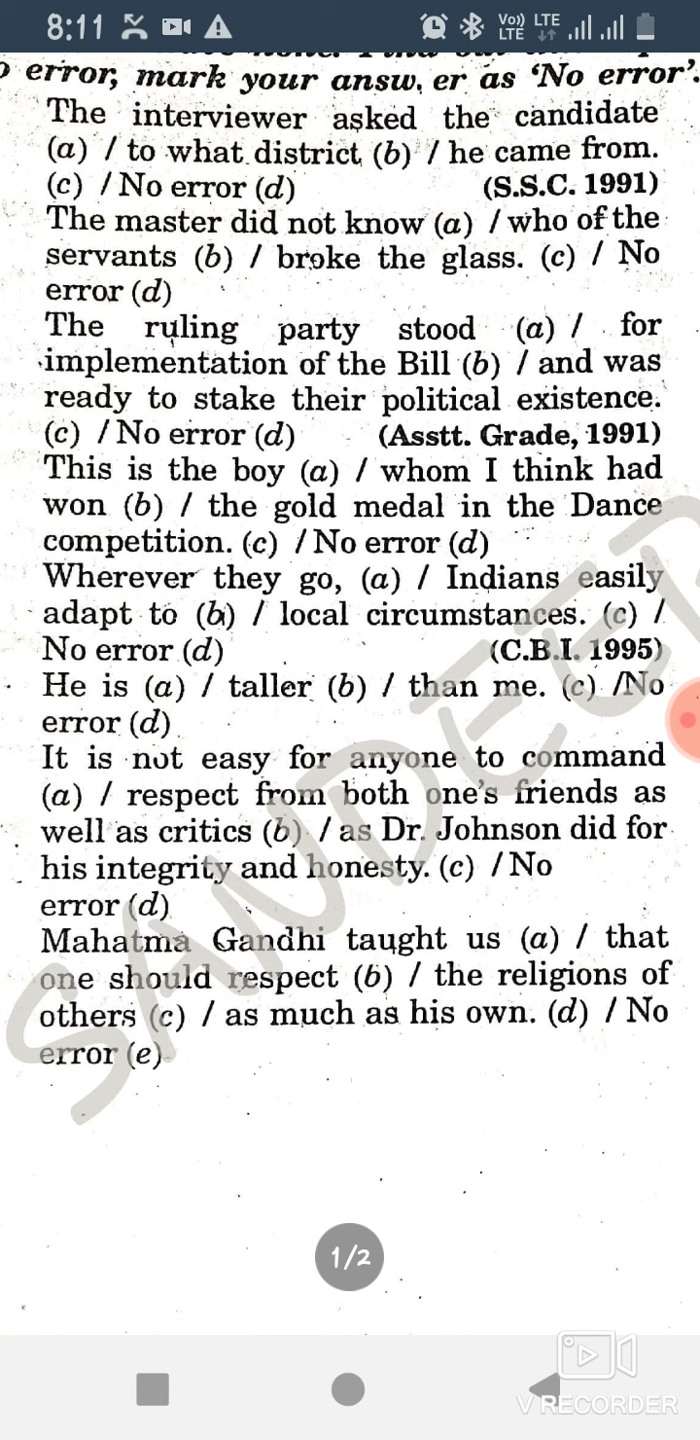 8:11
Vo)) LTE
LTE
error, mark your answ. er as 'No error'.
The interviewer asked the candidate
(a) / to what district (b) / he came from.
(c) / No error (d) (S.S.C. 1991)
The master did not know (a) / who of the
servants (b) / broke the glass. (c) / No
error (d)
The ruling party stood (a) / for
implementation of the Bill (b) / and was
ready to stake their political existence.
(c) / No error (d) (Asstt. Grade, 1991)
This is the boy (a) / whom I think had
won (b) / the gold medal in the Dance
competition. (c) / No error (d)
Wherever they go, (a) / Indians easily
adapt to (b) / local circumstances. (c) /
No error (d) (C.B.I. 1995)
He is (a) / taller (b) / than me. (c) /No
error (d)
It is not easy for anyone to command
(a) / respect from both one's friends as
well as critics (b) / as Dr. Johnson did for
his integrity and honesty. (c) / No
error (d)
Mahatma Gandhi taught us (a) / that
one should respect (b) / the religions of
others (c) / as much as his own. (d) / No
error (e)
SANDEEP
1/2
V RECORDER